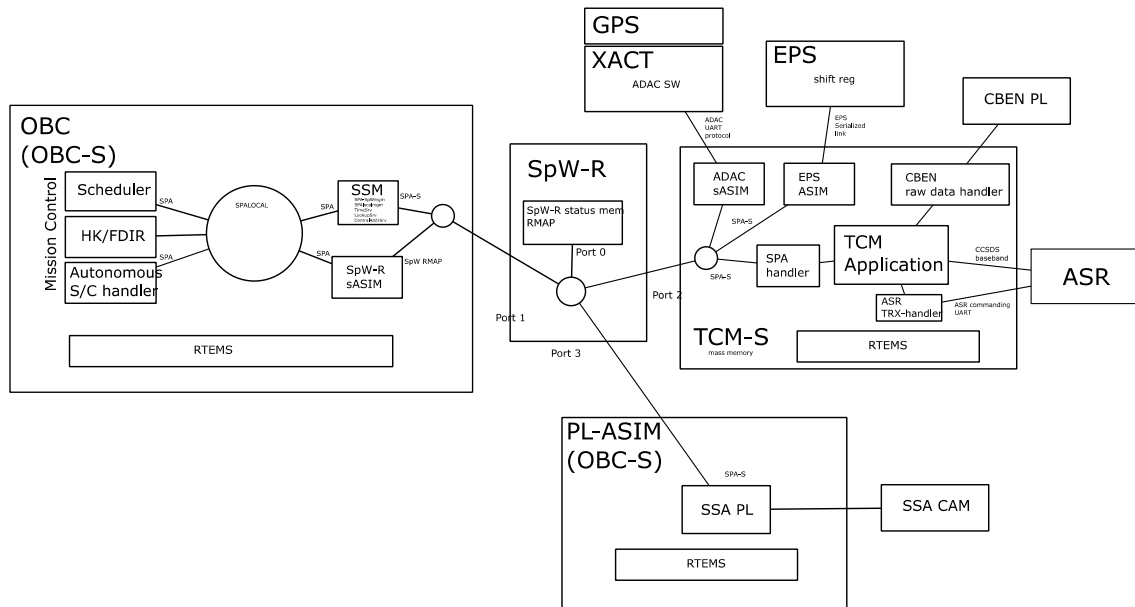 GPS
XACT
ADAC SW
EPS
shift reg
CBEN PL
ADAC
UART
protocol
EPS
Serialized
link
OBC
(OBC-S)
Mission Control
Scheduler
HK/FDIR
Autonomous
S/C handler
SPA
SPA
SPALOCAL
SPA
SPA
SSM
TimeSrv
LookupSrv
CentralAddrSrv
SPA-S
SpW-R
sASIM
SpW RMAP
RTEMS
SpW-R
SpW-R status mem
RMAP
Port 0
Port 1
Port 2
Port 3
ADAC
sASIM
EPS
ASIM
CBEN
raw data handler
SPA-S
SPA-S
SPA
handler
TCM
Application
CCSDS
baseband
ASR
TRX-handler
ASR commanding
UART
ASR
TCM-S
mass memory
RTEMS
PL-ASIM
(OBC-S)
SPA-S
SSA PL
SSA CAM
RTEMS